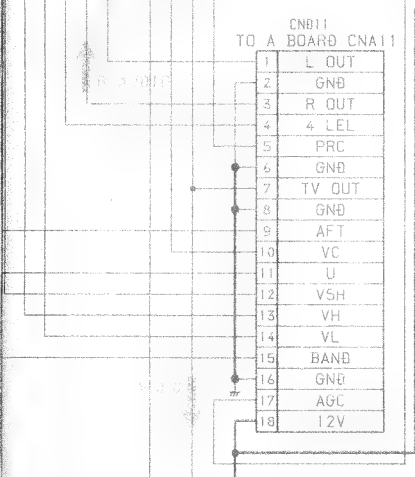 CND11
TO A BOARD CNA11
1 L OUT
2 GND
3 R OUT
4 4 LEL
5 PRC
6 GND
7 TV OUT
8 GND
9 AFT
10 VC
11 U
12 VSH
13 VH
14 VL
15 BAND
16 GND
17 AGC
18 12V